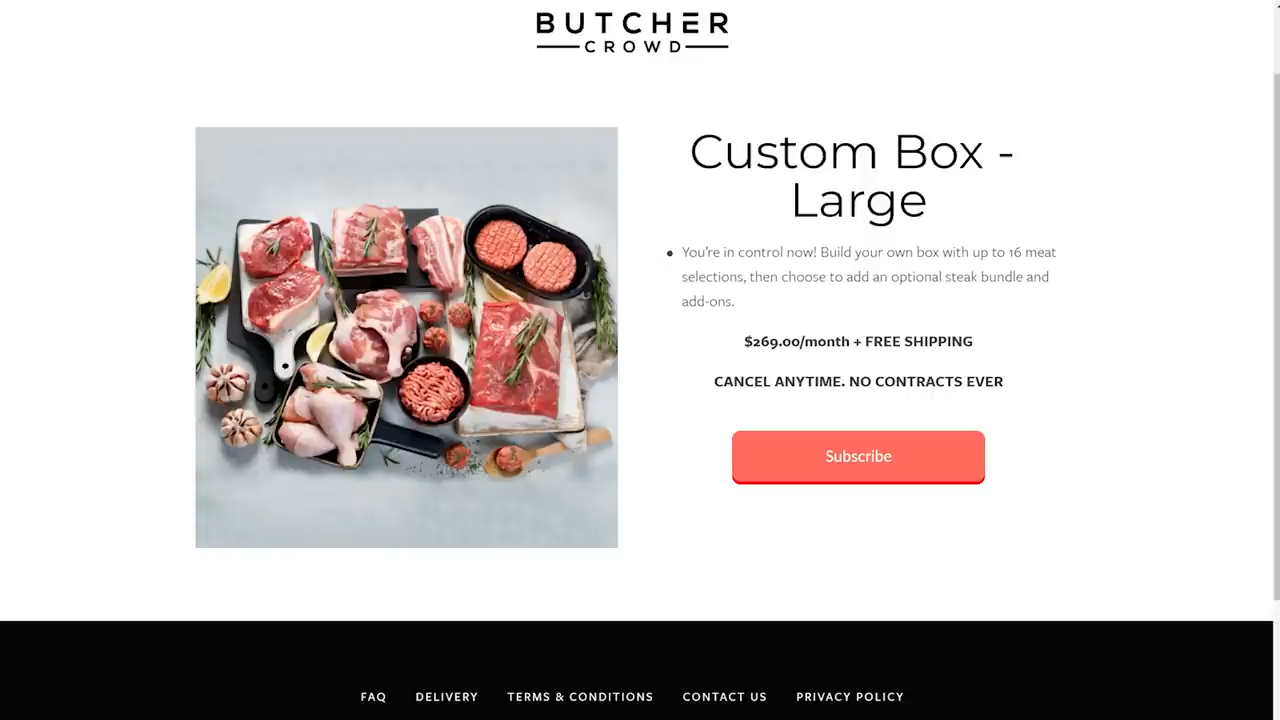 BUTCHER
CROWD
Custom Box -
Large
You're in control now! Build your own box with up to 16 meat
selections, then choose to add an optional steak bundle and
add-ons.
$269.00/month + FREE SHIPPING
CANCEL ANYTIME. NO CONTRACTS EVER
Subscribe
FAQ DELIVERY TERMS & CONDITIONS CONTACT US PRIVACY POLICY